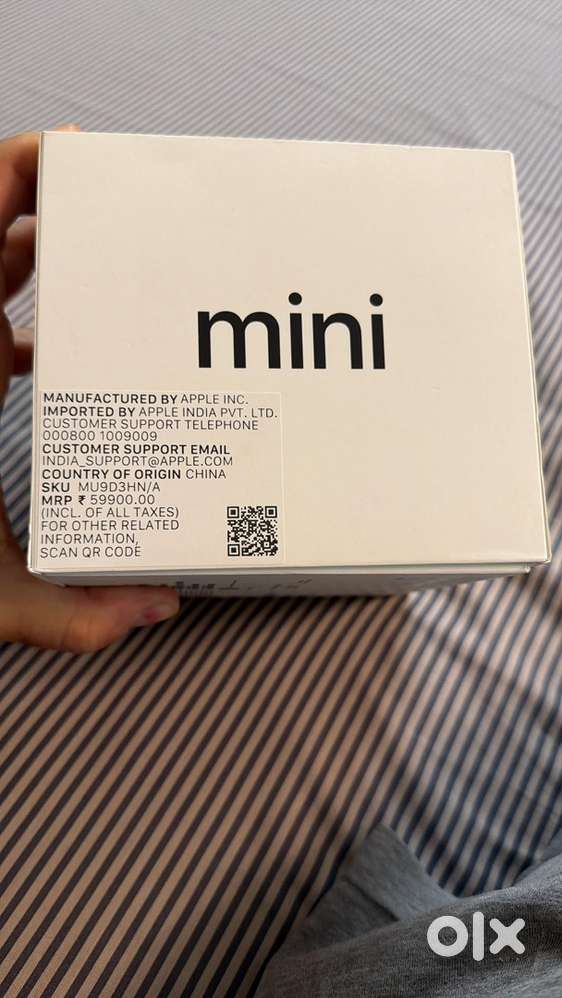 mini
MANUFACTURED BY APPLE INC.
IMPORTED BY APPLE INDIA PVT. LTD.
CUSTOMER SUPPORT TELEPHONE
000800 1009009
CUSTOMER SUPPORT EMAIL
INDIA_SUPPORT@APPLE.COM
COUNTRY OF ORIGIN CHINA
SKU MU9D3HN/A
MRP ₹ 59900.00
(INCL. OF ALL TAXES)
FOR OTHER RELATED
INFORMATION,
SCAN QR CODE
olx